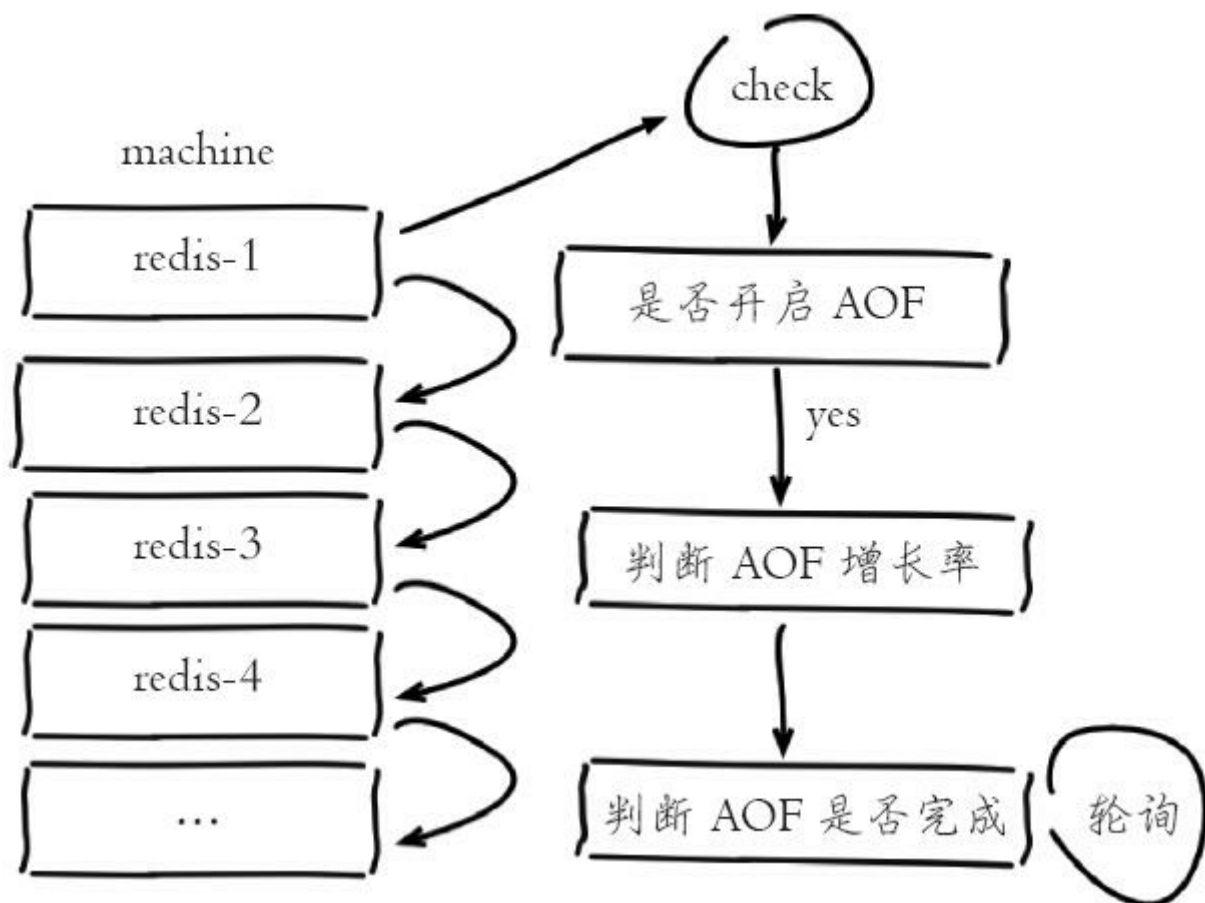 machine
redis-1
redis-2
redis-3
redis-4
...
check
是否开启 AOF
yes
判断 AOF 增长率
判断 AOF 是否完成
轮询